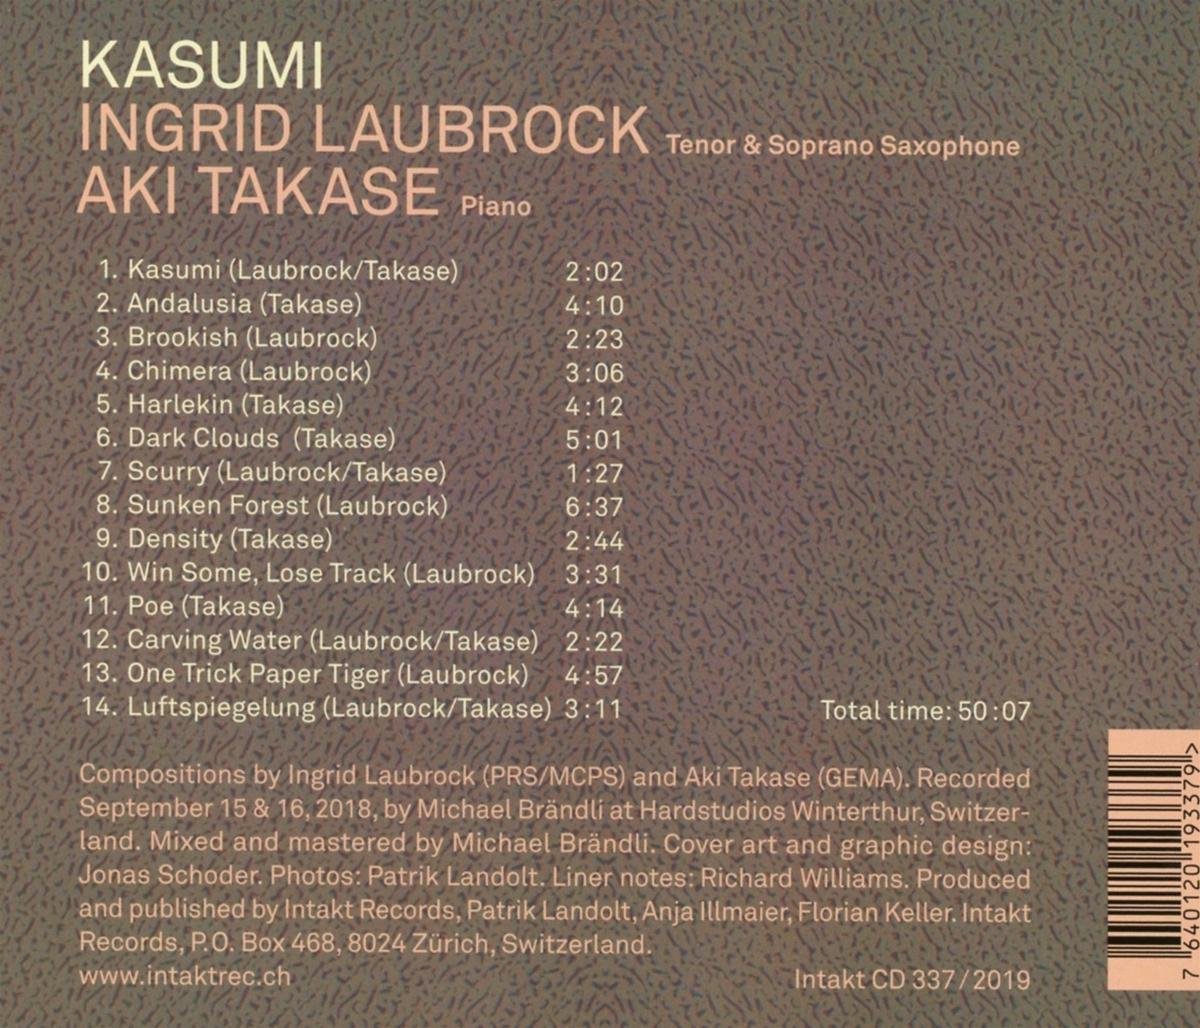 KASUMI
INGRID LAUBROCK Tenor & Soprano Saxophone
AKI TAKASE Piano
1. Kasumi (Laubrock/Takase) 2:02
2. Andalusia (Takase) 4:10
3. Brookish (Laubrock) 2:23
4. Chimera (Laubrock) 3:06
5. Harlekin (Takase) 4:12
6. Dark Clouds (Takase) 5:01
7. Scurry (Laubrock/Takase) 1:27
8. Sunken Forest (Laubrock) 6:37
9. Density (Takase) 2:44
10. Win Some, Lose Track (Laubrock) 3:31
11. Poe (Takase) 4:14
12. Carving Water (Laubrock/Takase) 2:22
13. One Trick Paper Tiger (Laubrock) 4:57
14. Luftspiegelung (Laubrock/Takase) 3:11 Total time: 50:07
Compositions by Ingrid Laubrock (PRS/MCPS) and Aki Takase (GEMA). Recorded
September 15 & 16, 2018, by Michael Brändli at Hardstudios Winterthur, Switzer-
land. Mixed and mastered by Michael Brändli. Cover art and graphic design:
Jonas Schoder. Photos: Patrik Landolt. Liner notes: Richard Williams. Produced
and published by Intakt Records, Patrik Landolt, Anja Illmaier, Florian Keller. Intakt
Records, P.O. Box 468, 8024 Zürich, Switzerland.
www.intaktrec.ch Intakt CD 337/2019
7 640120 193379 >